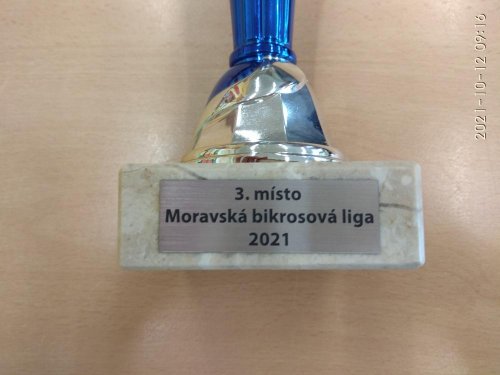 3. místo
Moravská bikrosová liga
2021
2021-10-12 09:16